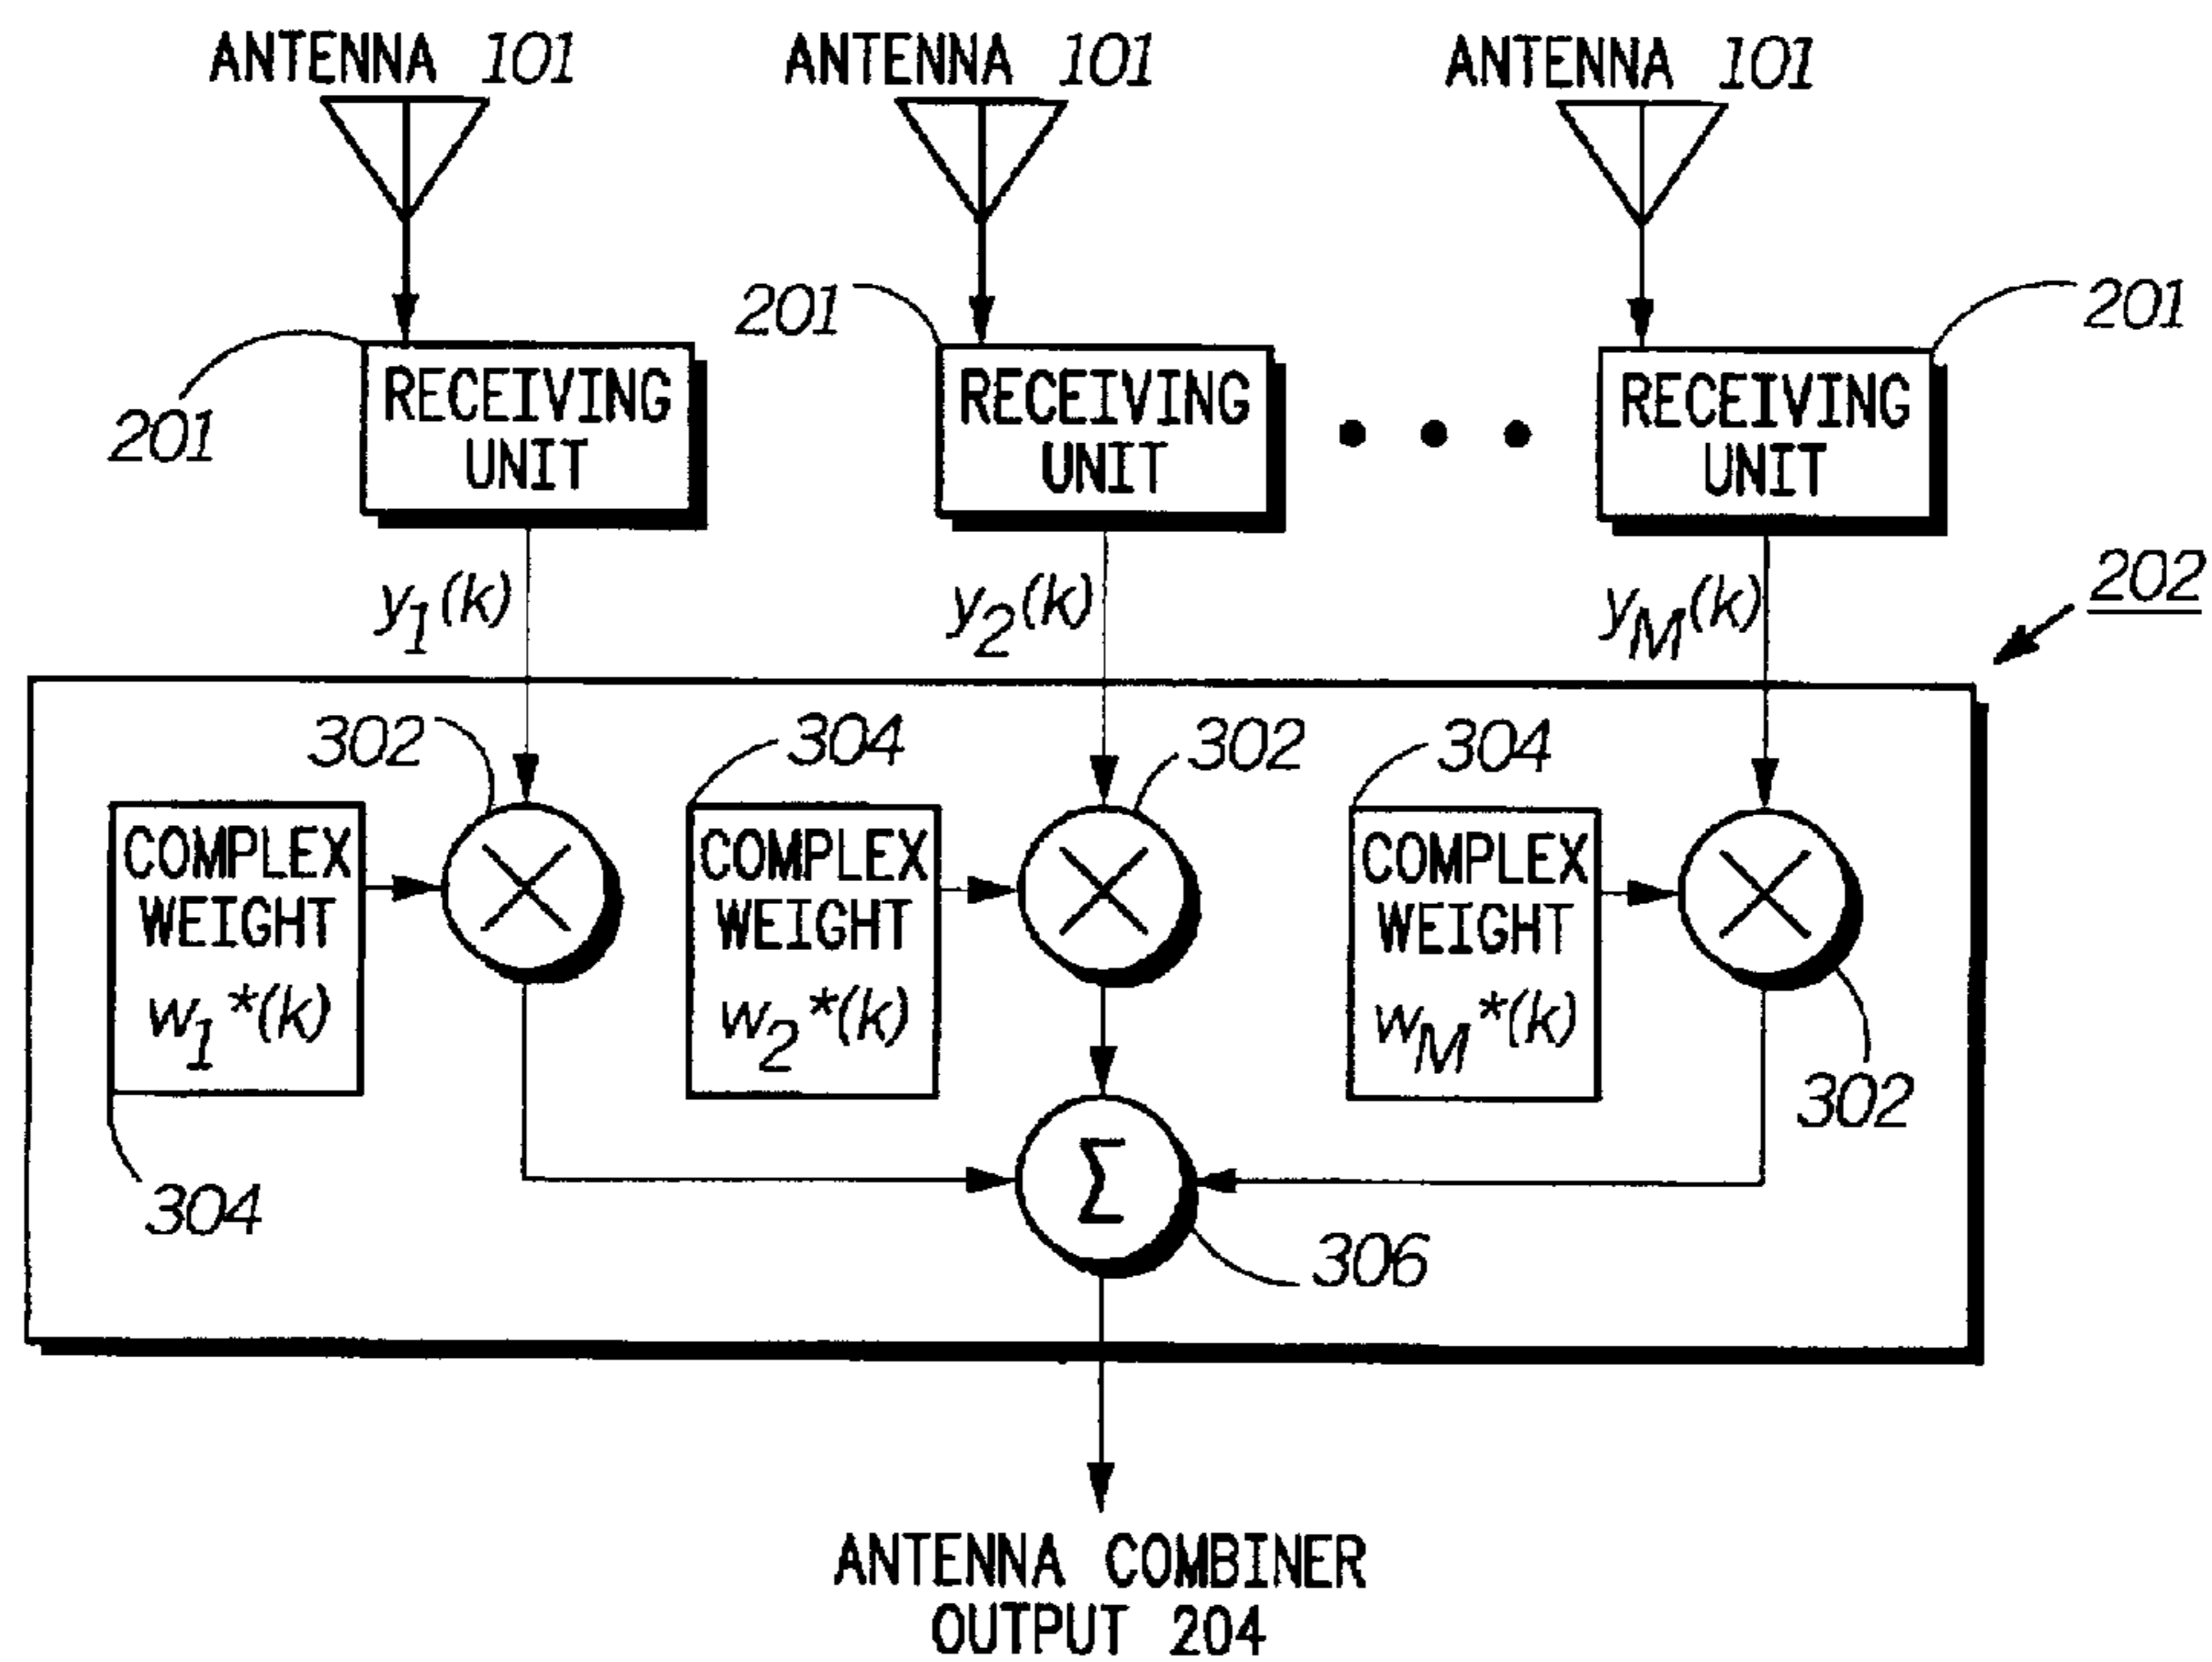 ANTENNA 101
ANTENNA 101
ANTENNA 101
201
201
201
RECEIVING
UNIT
RECEIVING
UNIT
RECEIVING
UNIT
y1(k)
y2(k)
yM(k)
202
302
304
302
304
COMPLEX
WEIGHT
w1*(k)
COMPLEX
WEIGHT
w2*(k)
COMPLEX
WEIGHT
wM*(k)
302
304
Σ
306
ANTENNA COMBINER
OUTPUT 204